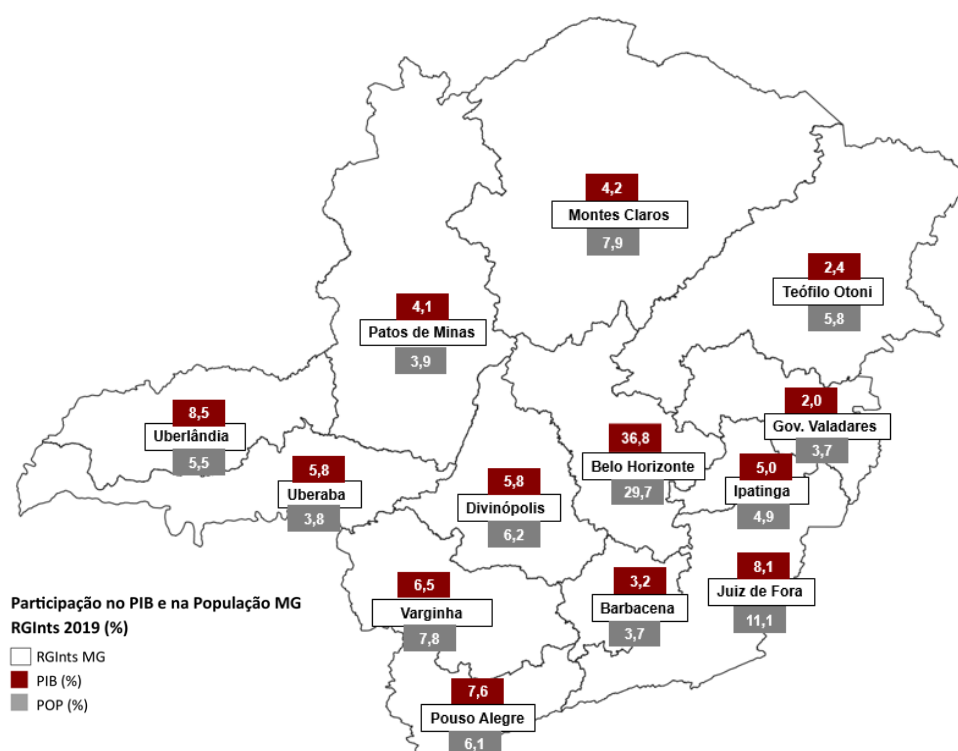 4,2
Montes Claros
7,9
2,4
Teófilo Otoni
5,8
4,1
Patos de Minas
3,9
8,5
Uberlândia
5,5
2,0
Gov. Valadares
3,7
36,8
Belo Horizonte
29,7
5,0
Ipatinga
4,9
5,8
Uberaba
3,8
5,8
Divinópolis
6,2
6,5
Varginha
7,8
3,2
Barbacena
3,7
8,1
Juiz de Fora
11,1
7,6
Pouso Alegre
6,1
Participação no PIB e na População MG
RGInts 2019 (%)
RGInts MG
PIB (%)
POP (%)